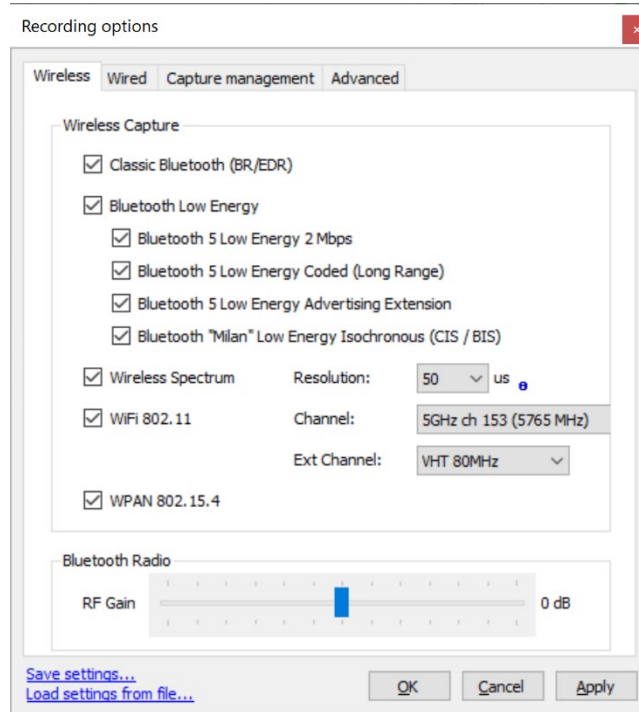 Recording options
Wireless Wired Capture management Advanced
Wireless Capture
Classic Bluetooth (BR/EDR)
Bluetooth Low Energy
Bluetooth 5 Low Energy 2 Mbps
Bluetooth 5 Low Energy Coded (Long Range)
Bluetooth 5 Low Energy Advertising Extension
Bluetooth "Milan" Low Energy Isochronous (CIS / BIS)
Wireless Spectrum Resolution: 50 us
WiFi 802.11 Channel: 5GHz ch 153 (5765 MHz)
Ext Channel: VHT 80MHz
WPAN 802.15.4
Bluetooth Radio
RF Gain 0 dB
Save settings...
Load settings from file...
OK Cancel Apply